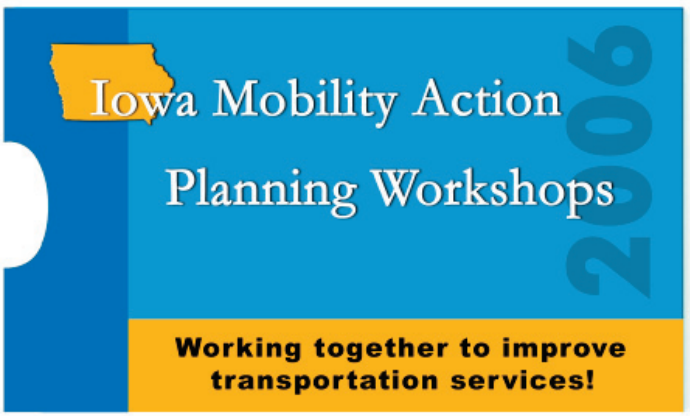 Iowa Mobility Action
Planning Workshops
2006
Working together to improve
transportation services!